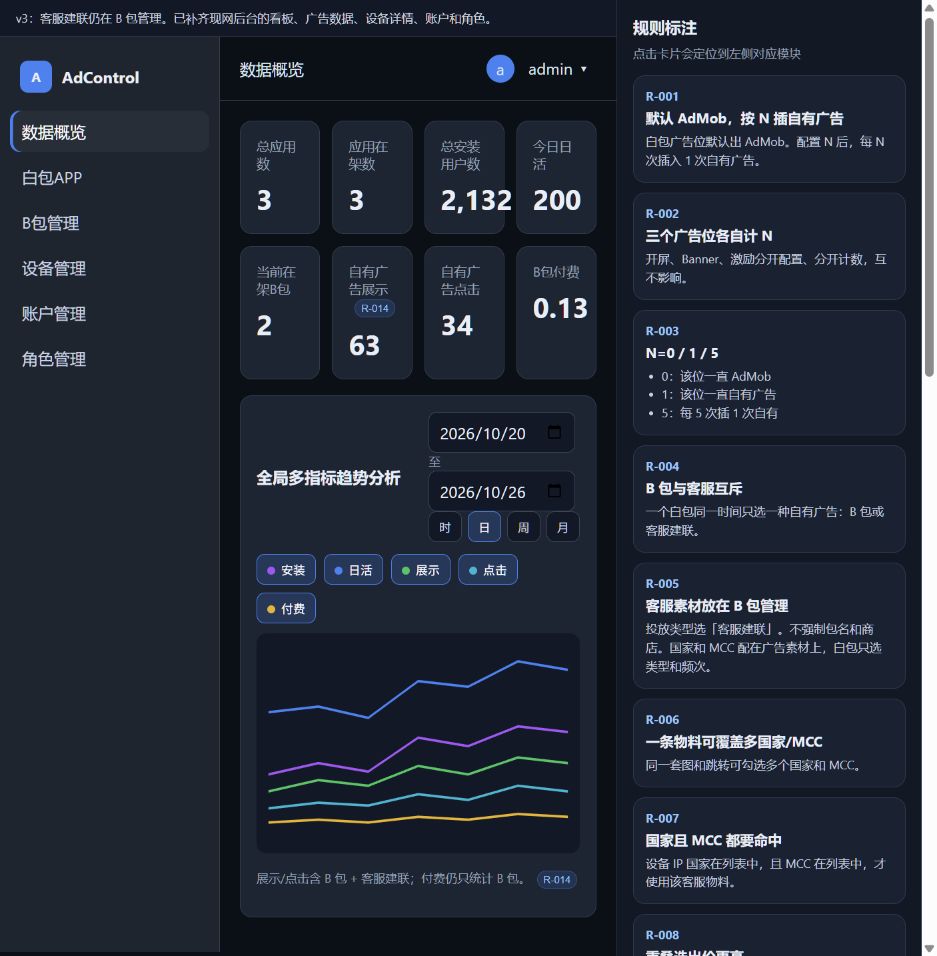 v3：客服建联仍在 B 包管理。已补齐现网后台的看板、广告数据、设备详情、账户和角色。
A
AdControl
数据概览
白包APP
B包管理
设备管理
账户管理
角色管理
数据概览
a
admin
总应用
数
3
应用在
架数
3
总安装
用户数
2,132
今日日
活
200
当前在
架B包
2
自有广
告展示
R-014
63
自有广
告点击
34
B包付费
0.13
全局多指标趋势分析
2026/10/20
至
2026/10/26
时
日
周
月
安装
日活
展示
点击
付费
展示/点击含 B 包 + 客服建联；付费仍只统计 B 包。
R-014
规则标注
点击卡片会定位到左侧对应模块
R-001
默认 AdMob，按 N 插自有广告
白包广告位默认出 AdMob。配置 N 后，每 N
次插入 1 次自有广告。
R-002
三个广告位各自计 N
开屏、Banner、激励分开配置、分开计数，互
不影响。
R-003
N=0 / 1 / 5
0：该位一直 AdMob
1：该位一直自有广告
5：每 5 次插 1 次自有
R-004
B 包与客服互斥
一个白包同一时间只选一种自有广告：B 包或
客服建联。
R-005
客服素材放在 B 包管理
投放类型选「客服建联」。不强制包名和商
店。国家和 MCC 配在广告素材上，白包只选
类型和频次。
R-006
一条物料可覆盖多国家/MCC
同一套图和跳转可勾选多个国家和 MCC。
R-007
国家且 MCC 都要命中
设备 IP 国家在列表中，且 MCC 在列表中，才
使用该客服物料。
R-008